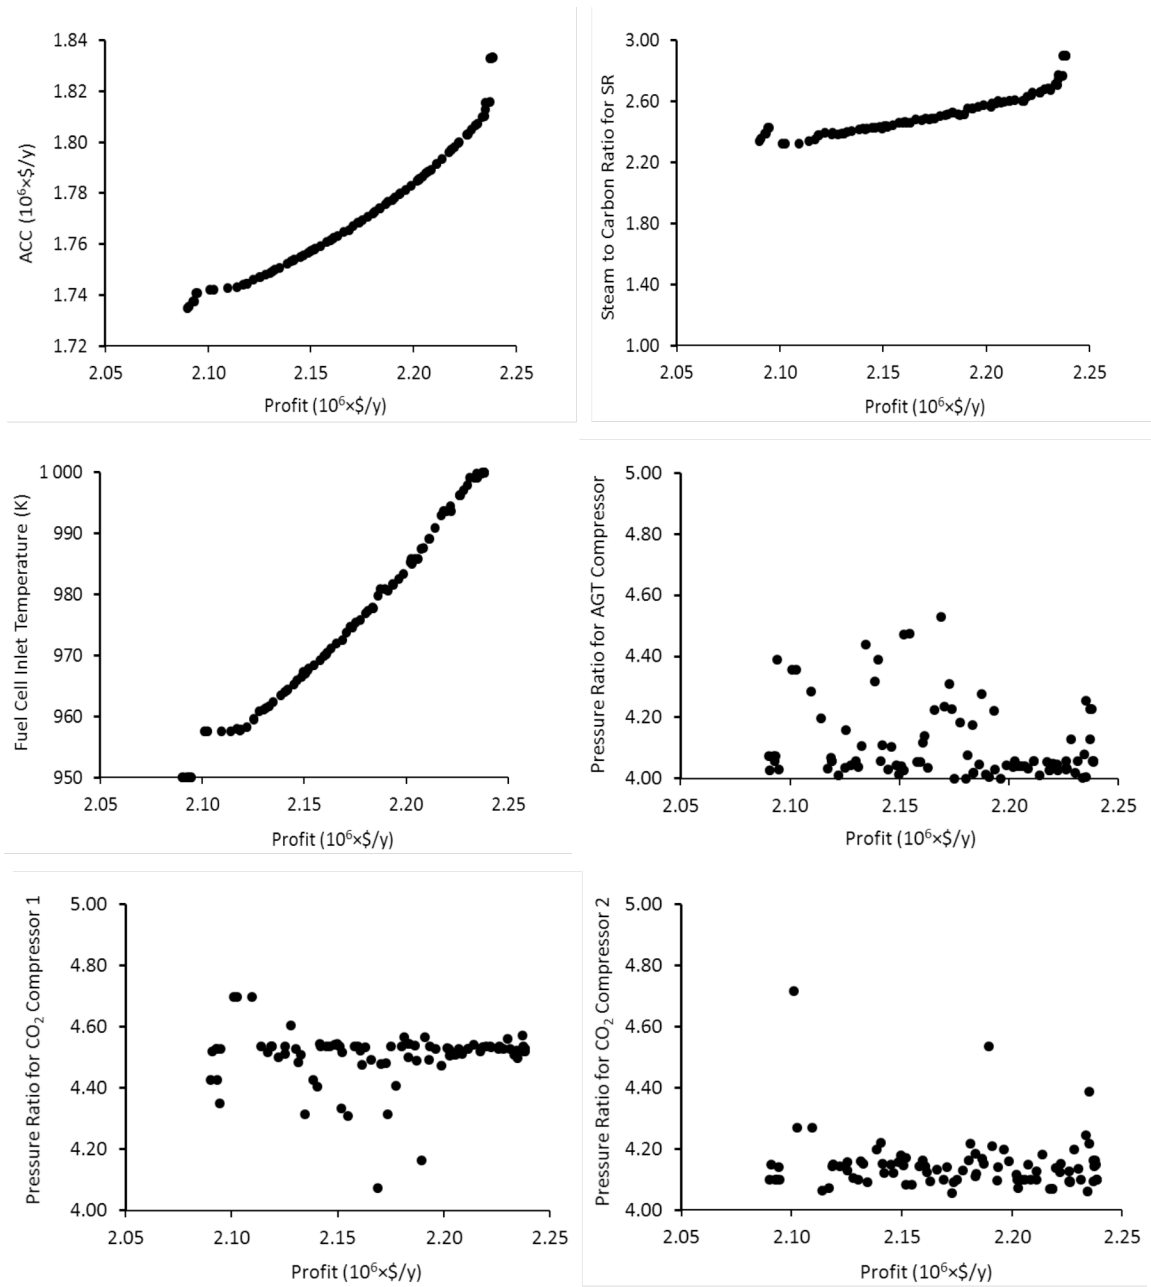 ACC (10⁶×$/y)
1.84
1.82
1.80
1.78
1.76
1.74
1.72
2.05 2.10 2.15 2.20 2.25
Profit (10⁶×$/y)
Steam to Carbon Ratio for SR
3.00
2.60
2.20
1.80
1.40
1.00
2.05 2.10 2.15 2.20 2.25
Profit (10⁶×$/y)
Fuel Cell Inlet Temperature (K)
1 000
990
980
970
960
950
2.05 2.10 2.15 2.20 2.25
Profit (10⁶×$/y)
Pressure Ratio for AGT Compressor
5.00
4.80
4.60
4.40
4.20
4.00
2.05 2.10 2.15 2.20 2.25
Profit (10⁶×$/y)
Pressure Ratio for CO₂ Compressor 1
5.00
4.80
4.60
4.40
4.20
4.00
2.05 2.10 2.15 2.20 2.25
Profit (10⁶×$/y)
Pressure Ratio for CO₂ Compressor 2
5.00
4.80
4.60
4.40
4.20
4.00
2.05 2.10 2.15 2.20 2.25
Profit (10⁶×$/y)